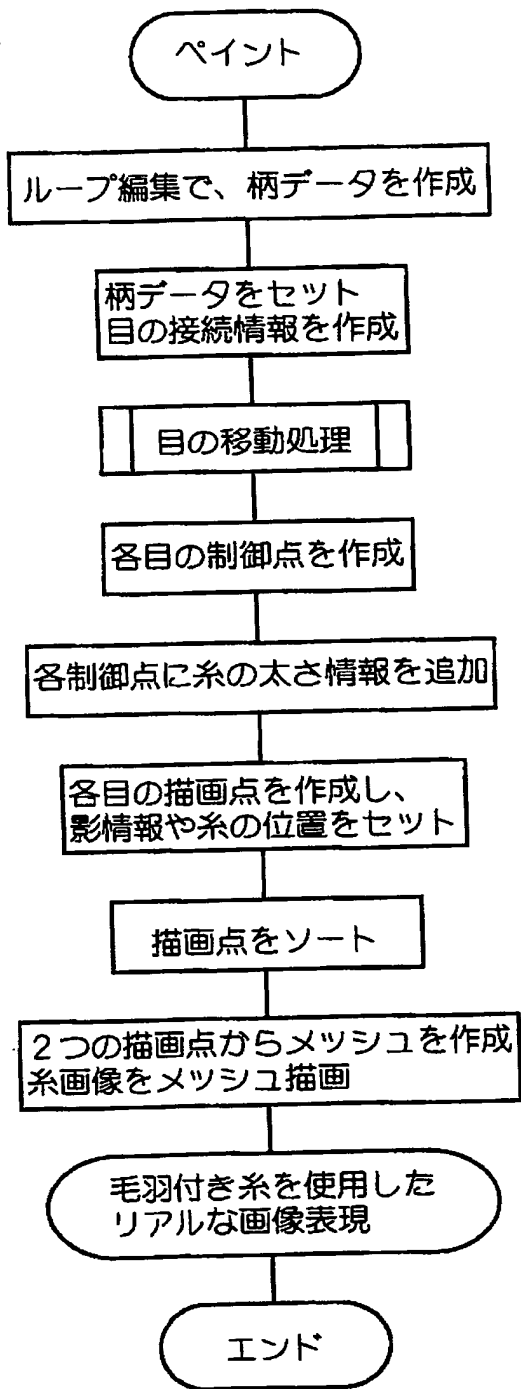 ペイント
ループ編集で、柄データを作成
柄データをセット
目の接続情報を作成
目の移動処理
各目の制御点を作成
各制御点に糸の太さ情報を追加
各目の描画点を作成し、
影情報や糸の位置をセット
描画点をソート
2つの描画点からメッシュを作成
糸画像をメッシュ描画
毛羽付き糸を使用した
リアルな画像表現
エンド